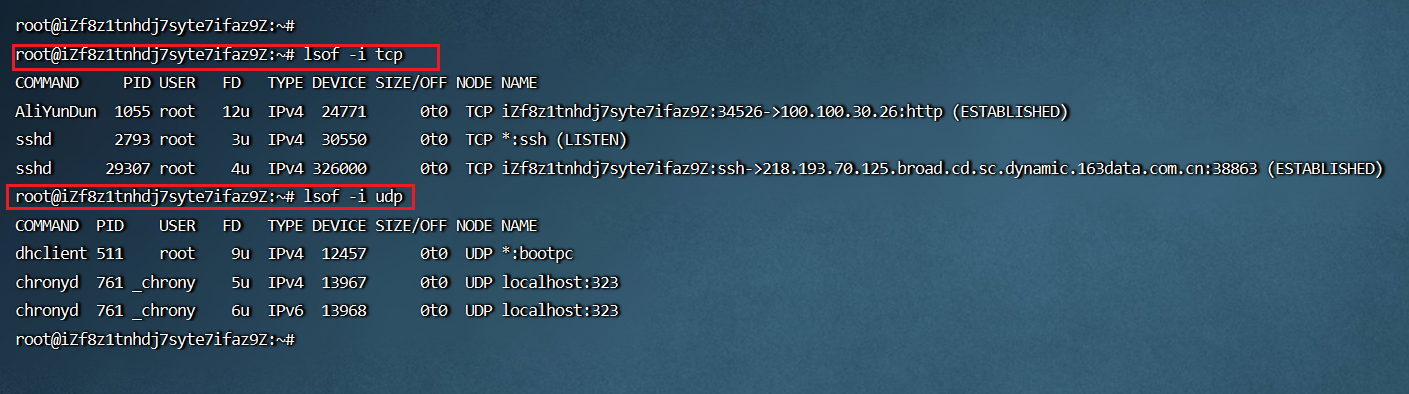 root@iZf8z1tnhdj7syte7ifaz9Z:~#
root@iZf8z1tnhdj7syte7ifaz9Z:~# lsof -i tcp
COMMAND     PID USER   FD   TYPE DEVICE SIZE/OFF NODE NAME
AliYunDun  1055 root   12u  IPv4  24771      0t0  TCP iZf8z1tnhdj7syte7ifaz9Z:34526->100.100.30.26:http (ESTABLISHED)
sshd       2793 root    3u  IPv4  30550      0t0  TCP *:ssh (LISTEN)
sshd      29307 root    4u  IPv4 326000      0t0  TCP iZf8z1tnhdj7syte7ifaz9Z:ssh->218.193.70.125.broad.cd.sc.dynamic.163data.com.cn:38863 (ESTABLISHED)
root@iZf8z1tnhdj7syte7ifaz9Z:~# lsof -i udp
COMMAND  PID    USER   FD   TYPE DEVICE SIZE/OFF NODE NAME
dhclient 511    root    9u  IPv4  12457      0t0  UDP *:bootpc
chronyd  761 _chrony    5u  IPv4  13967      0t0  UDP localhost:323
chronyd  761 _chrony    6u  IPv6  13968      0t0  UDP localhost:323
root@iZf8z1tnhdj7syte7ifaz9Z:~#